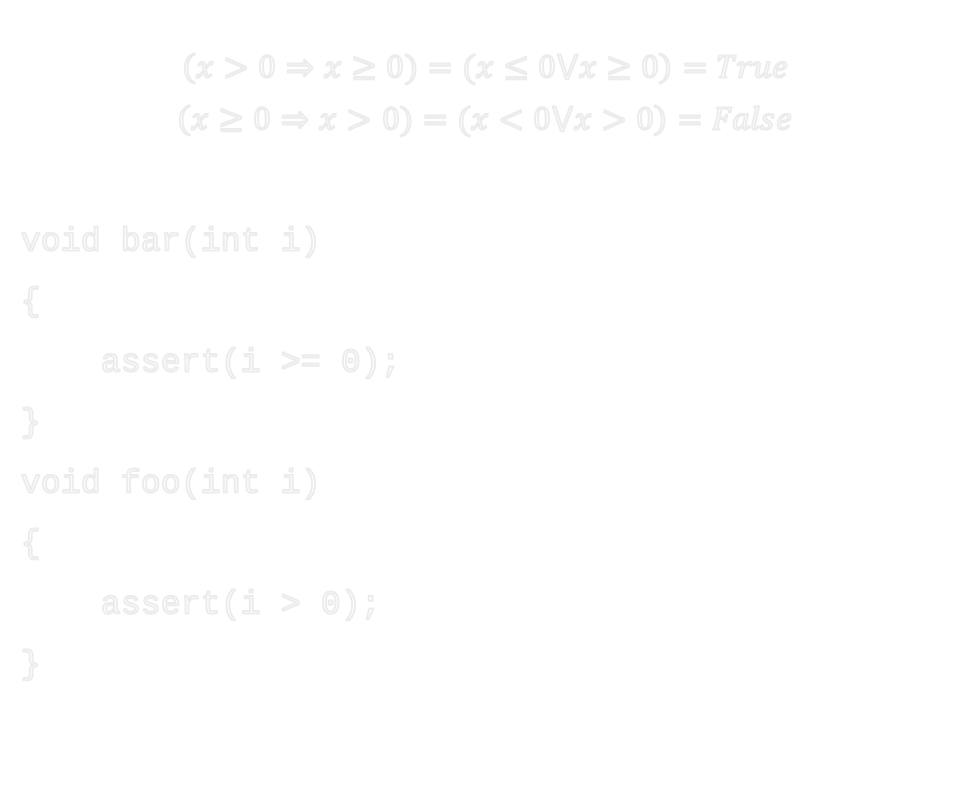 (x > 0 ⇒ x ≥ 0) = (x ≤ 0⋁x ≥ 0) = True
(x ≥ 0 ⇒ x > 0) = (x < 0⋁x > 0) = False
void bar(int i)
{
    assert(i >= 0);
}
void foo(int i)
{
    assert(i > 0);
}